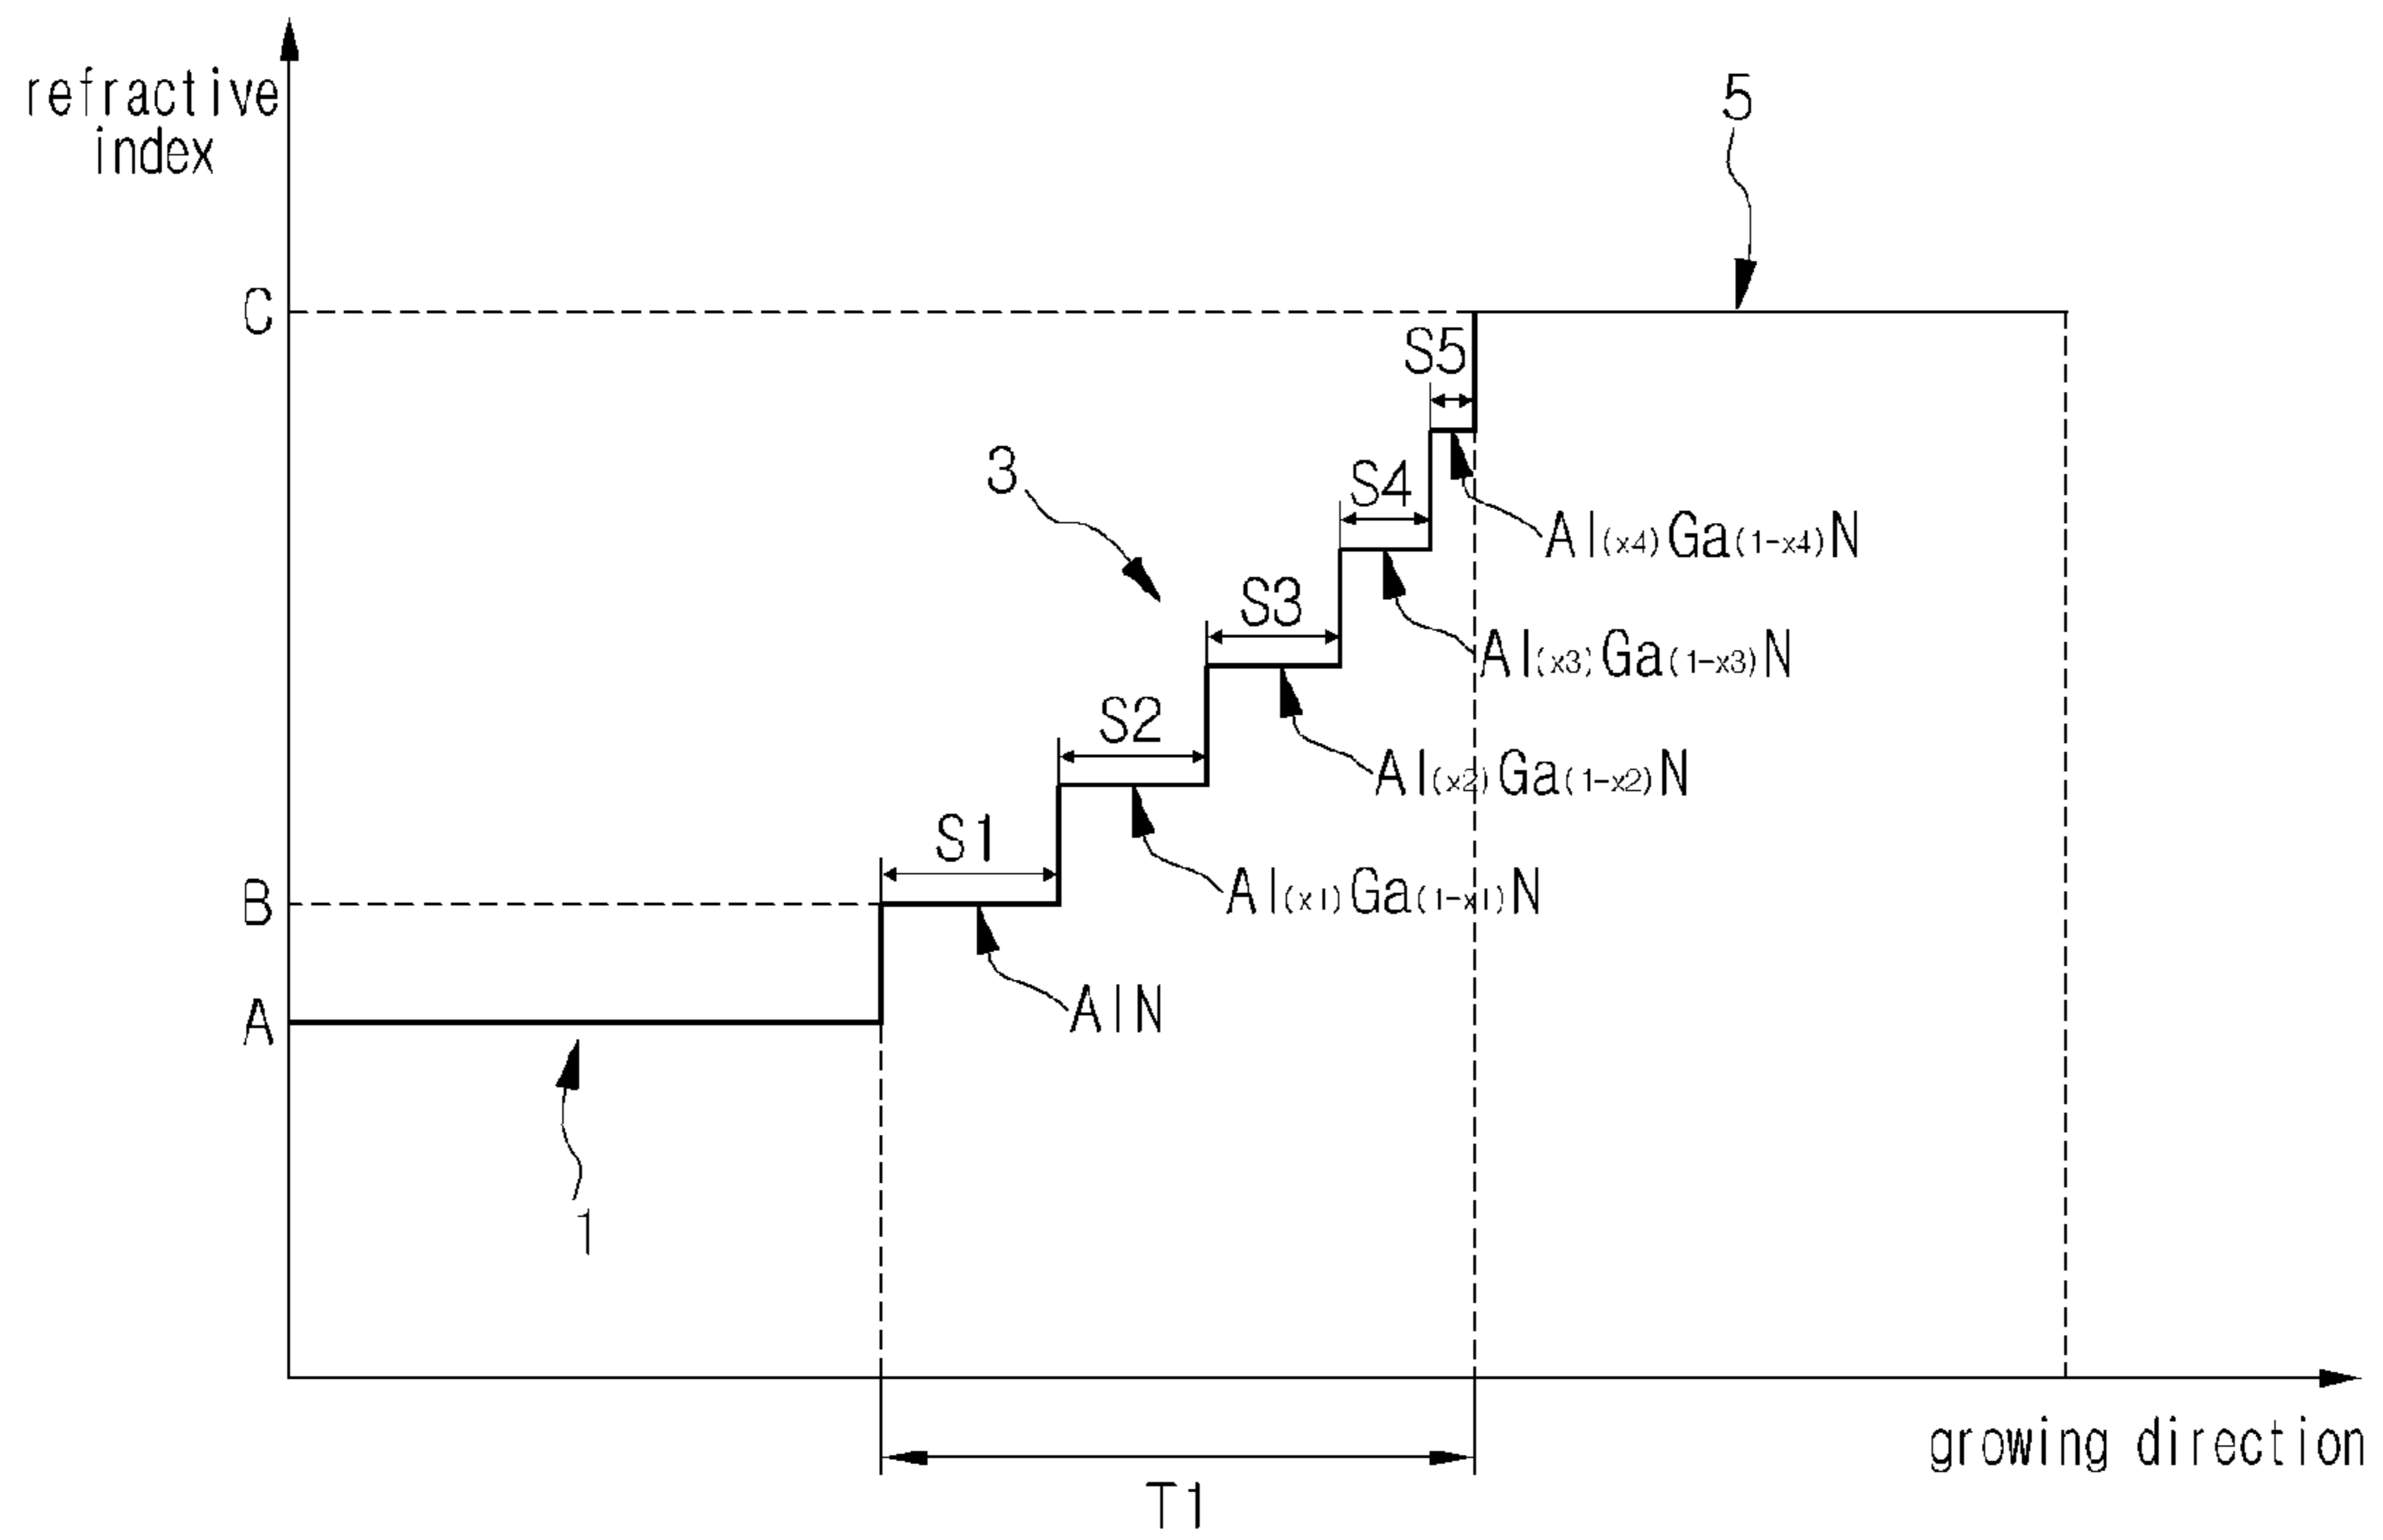 refractive
index
5
C
S5
3
S4
Al(x4)Ga(1-x4)N
S3
Al(x3)Ga(1-x3)N
S2
Al(x2)Ga(1-x2)N
S1
B
Al(x1)Ga(1-x1)N
A
AlN
1
growing direction
T1